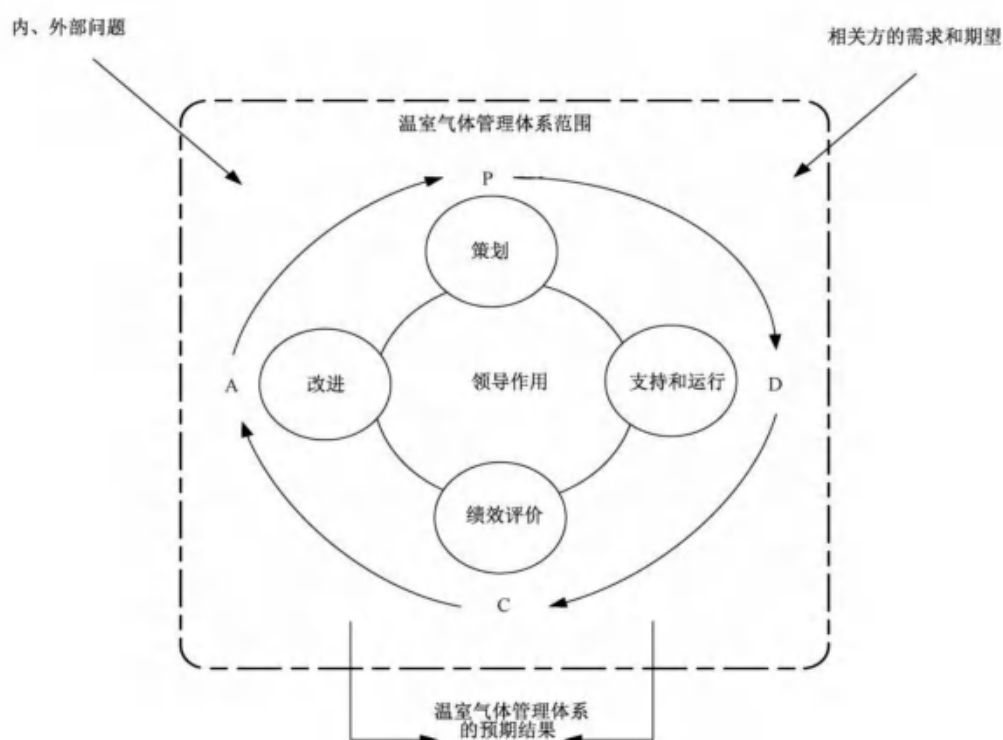 内、外部问题
相关方的需求和期望
温室气体管理体系范围
P
策划
A
改进
领导作用
支持和运行
D
绩效评价
C
温室气体管理体系
的预期结果